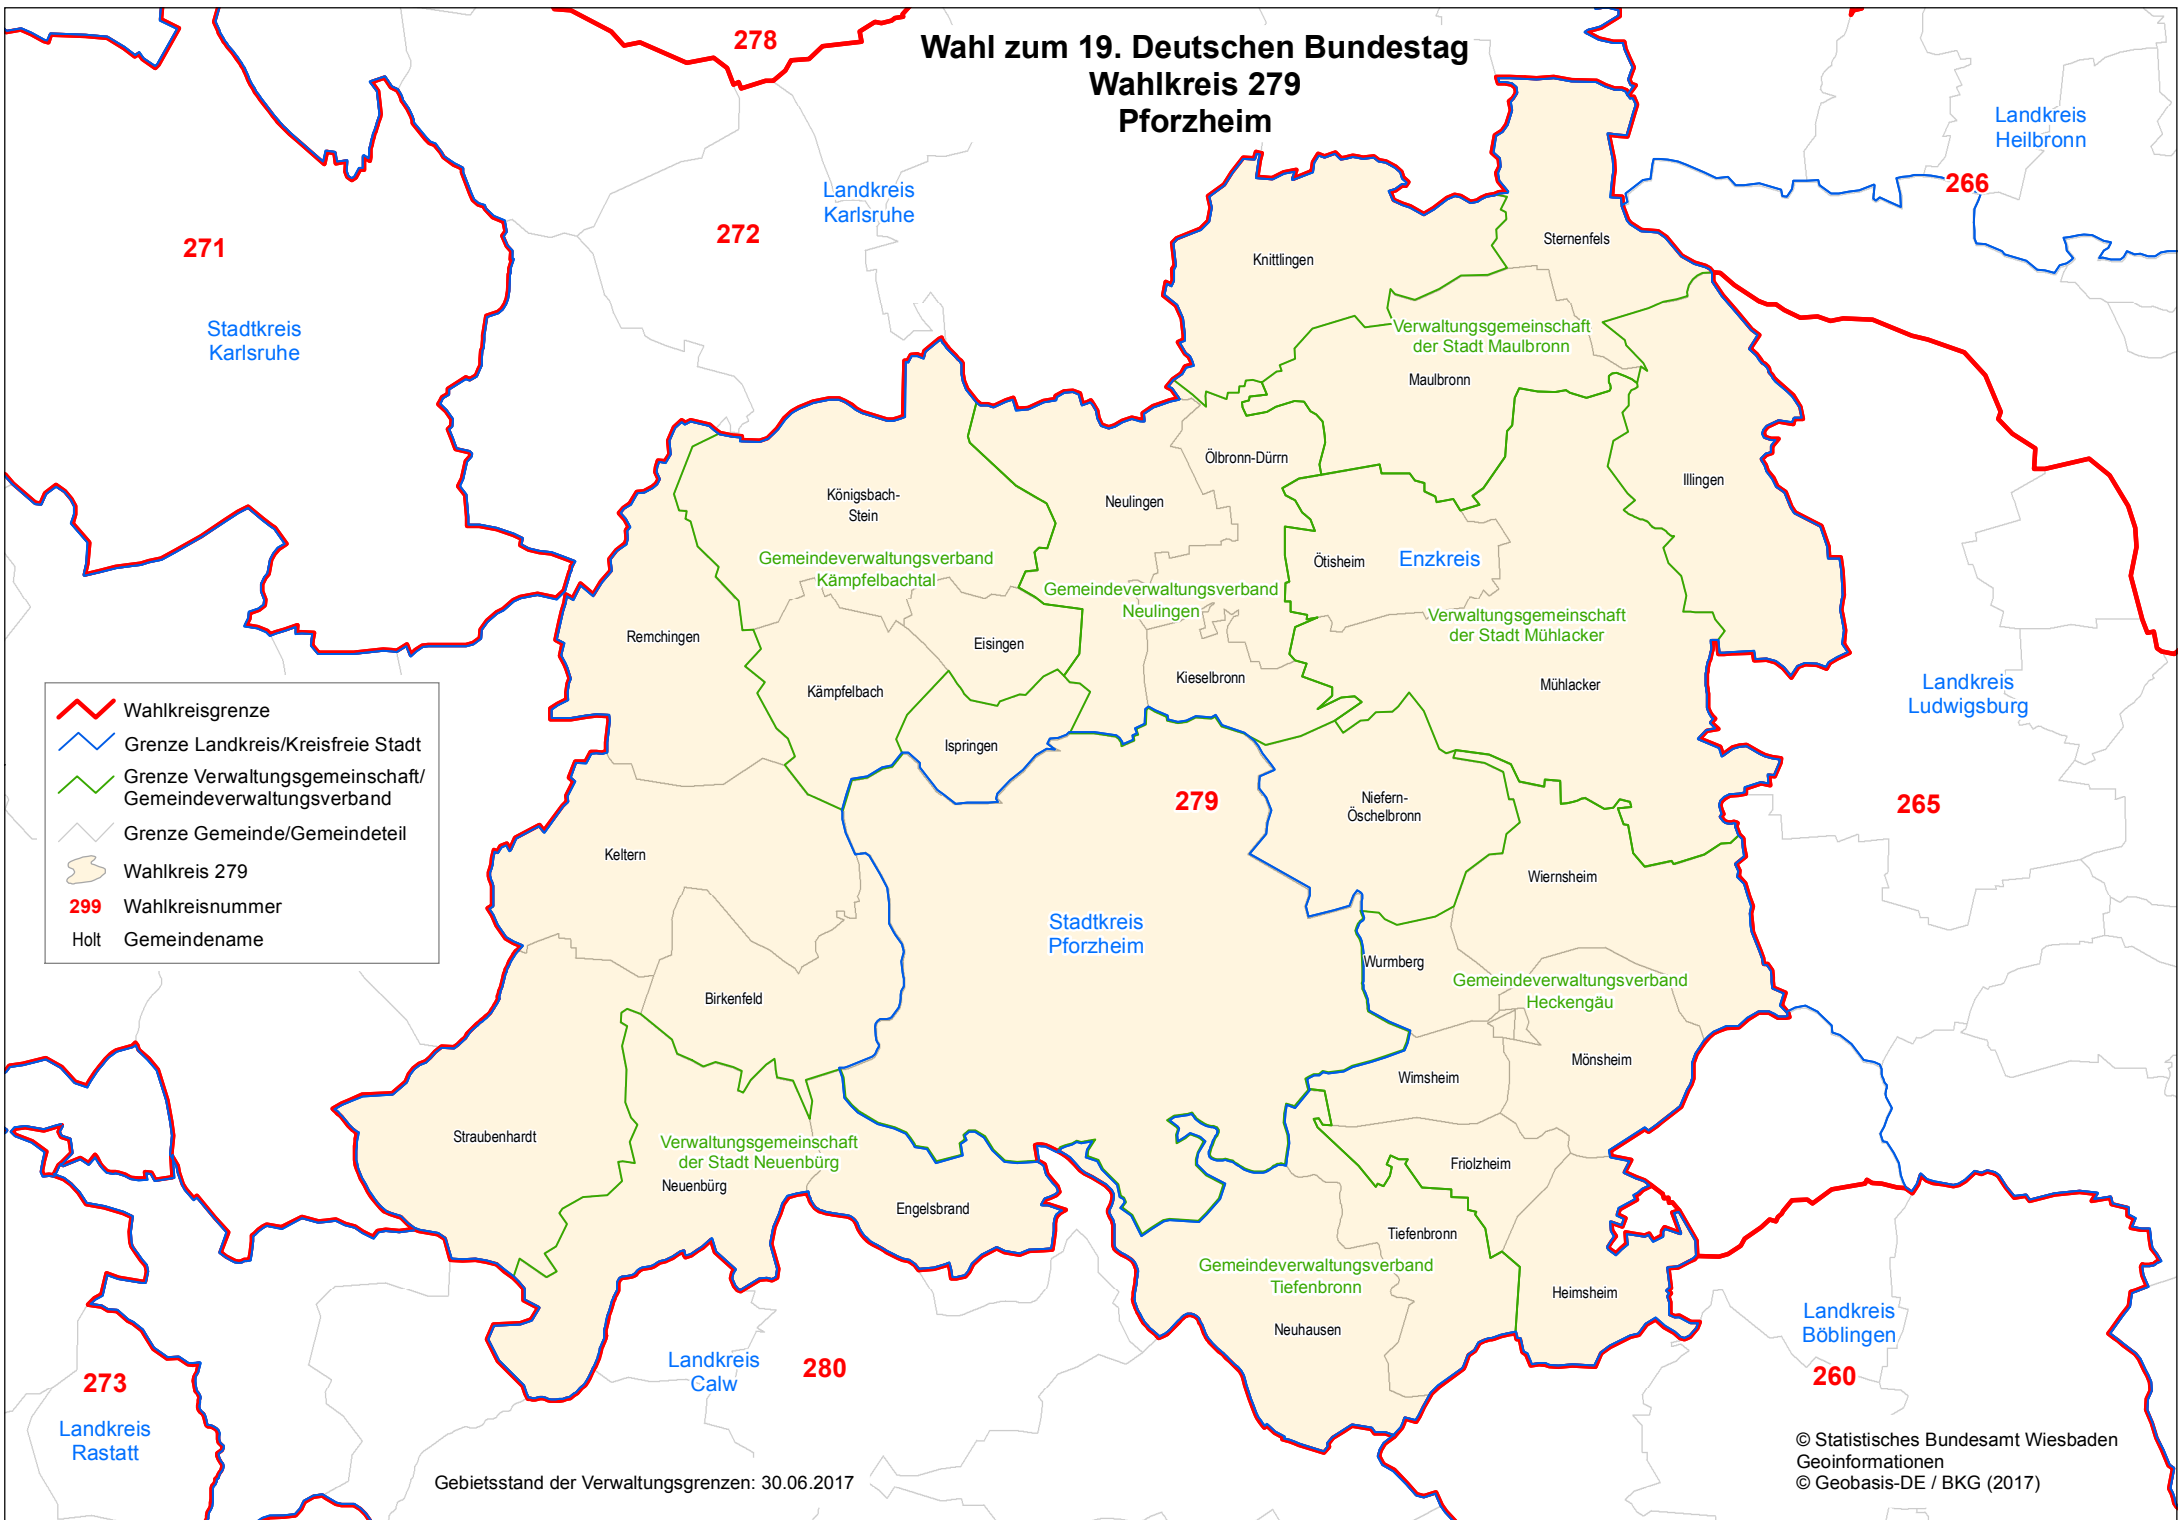 Wahl zum 19. Deutschen Bundestag
Wahlkreis 279
Pforzheim
278
Landkreis
Heilbronn
266
Landkreis
Karlsruhe
272
271
Stadtkreis
Karlsruhe
Sternenfels
Knittlingen
Verwaltungsgemeinschaft
der Stadt Maulbronn
Maulbronn
Ölbronn-Dürrn
Illingen
Königsbach-
Stein
Neulingen
Gemeindeverwaltungsverband
Kämpfelbachtal
Ötisheim
Enzkreis
Gemeindeverwaltungsverband
Neulingen
Verwaltungsgemeinschaft
der Stadt Mühlacker
Remchingen
Eisingen
Kämpfelbach
Kieselbronn
Mühlacker
Landkreis
Ludwigsburg
Ispringen
Wahlkreisgrenze
Grenze Landkreis/Kreisfreie Stadt
Grenze Verwaltungsgemeinschaft/
Gemeindeverwaltungsverband
Grenze Gemeinde/Gemeindeteil
Wahlkreis 279
299 Wahlkreisnummer
Holt Gemeindename
279
Niefern-
Öschelbronn
265
Keltern
Wiernsheim
Stadtkreis
Pforzheim
Wurmberg
Gemeindeverwaltungsverband
Heckengäu
Birkenfeld
Mönsheim
Wimsheim
Straubenhardt
Verwaltungsgemeinschaft
der Stadt Neuenbürg
Neuenbürg
Friolzheim
Engelsbrand
Tiefenbronn
Gemeindeverwaltungsverband
Tiefenbronn
Heimsheim
Neuhausen
Landkreis
Böblingen
260
Landkreis
Calw
280
273
Landkreis
Rastatt
Gebietsstand der Verwaltungsgrenzen: 30.06.2017
© Statistisches Bundesamt Wiesbaden
Geoinformationen
© Geobasis-DE / BKG (2017)